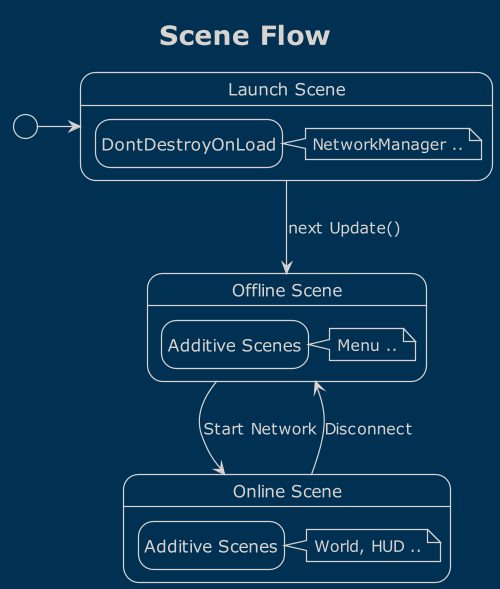 Scene Flow
Launch Scene
DontDestroyOnLoad
NetworkManager ..
next Update()
Offline Scene
Additive Scenes
Menu ..
Start Network
Disconnect
Online Scene
Additive Scenes
World, HUD ..